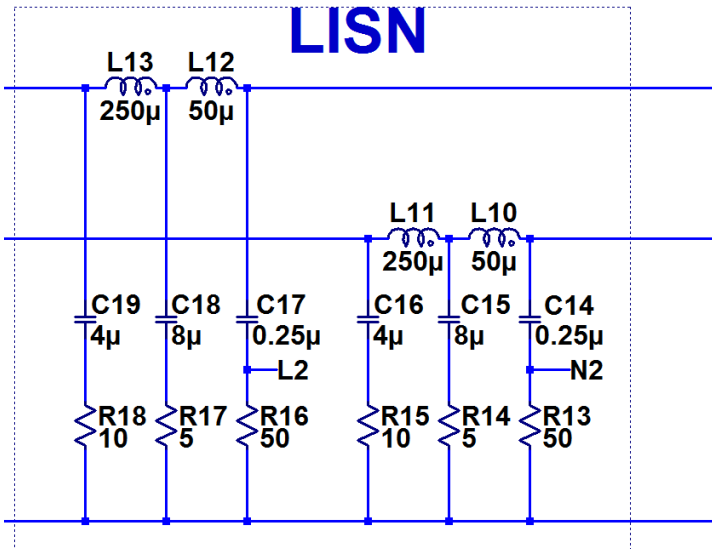 LISN
L13 L12
250µ 50µ
L11 L10
250µ 50µ
C19 C18 C17 C16 C15 C14
4µ 8µ 0.25µ 4µ 8µ 0.25µ
L2 N2
R18 R17 R16 R15 R14 R13
10 5 50 10 5 50